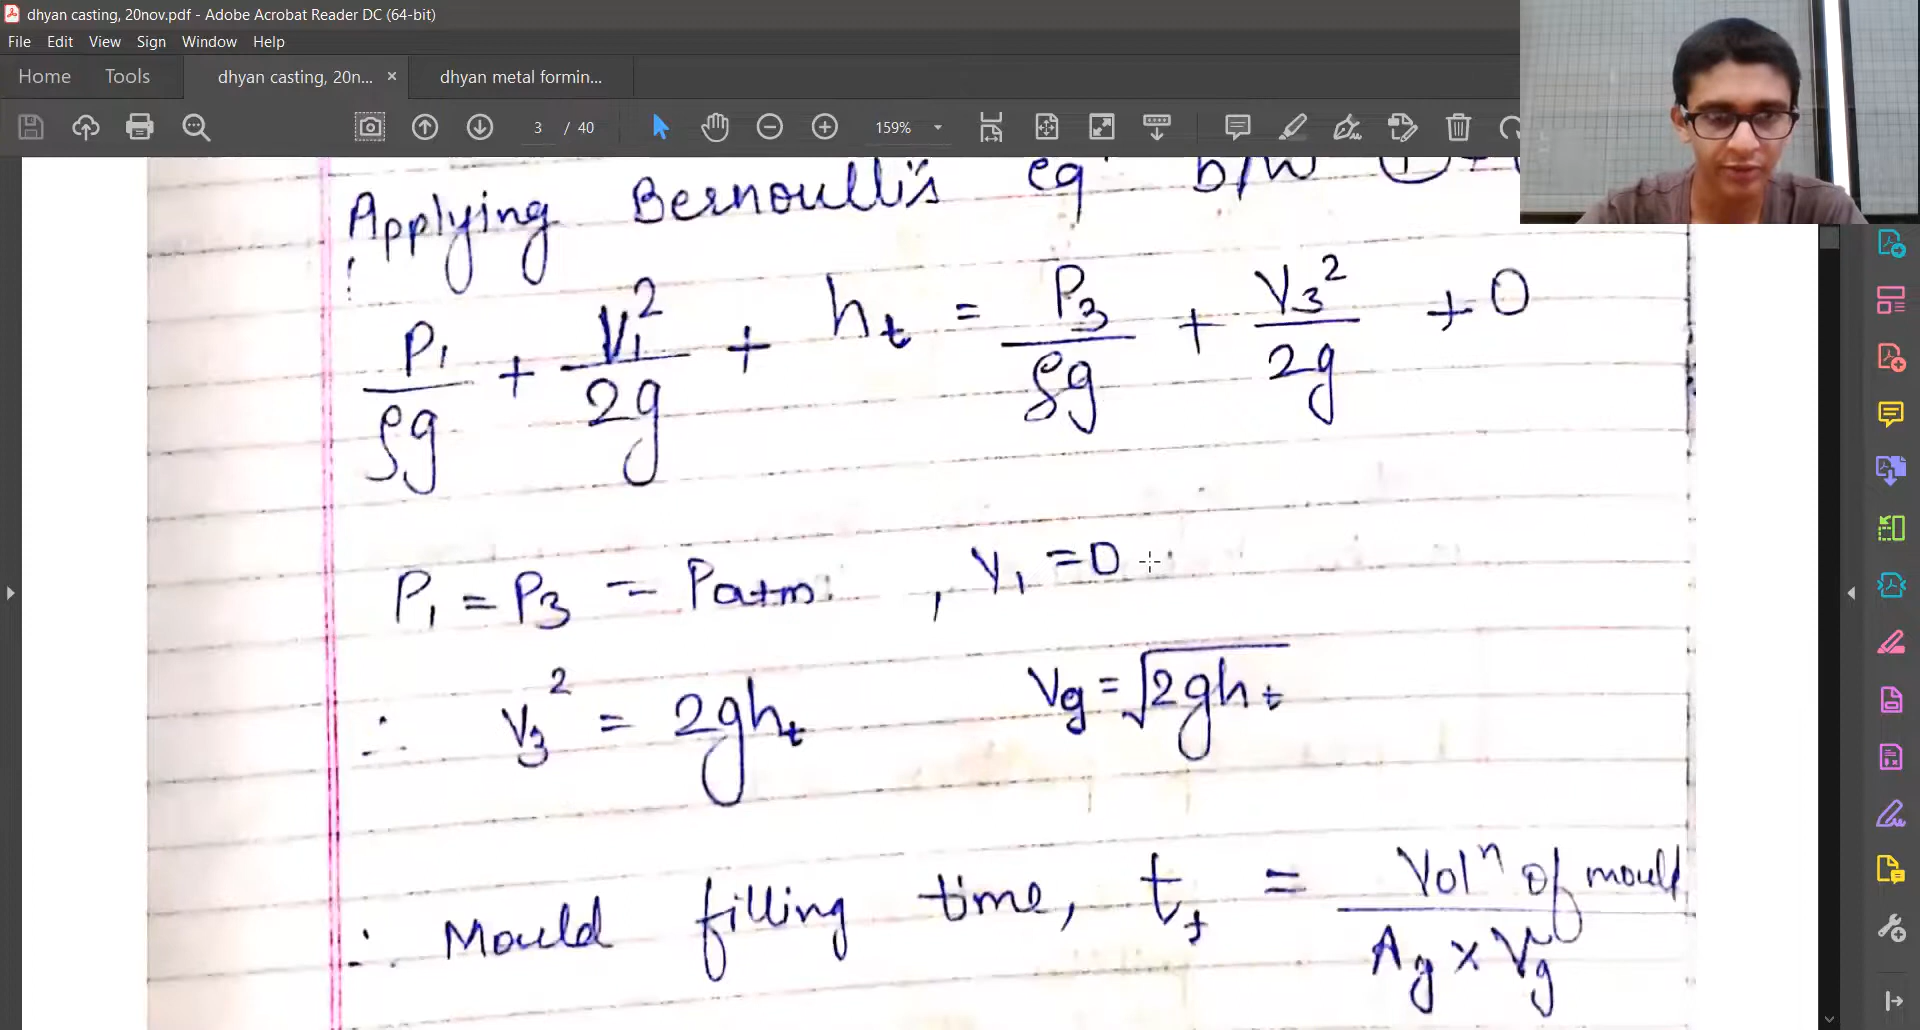 dhyan casting, 20nov.pdf - Adobe Acrobat Reader DC (64-bit)
File Edit View Sign Window Help
Home Tools dhyan casting, 20n... × dhyan metal formin...
3 / 40 159%
Applying Bernoulli's eq b/w ①
P₁/ρg + V₁²/2g + hₜ = P₃/ρg + V₃²/2g + 0
P₁ = P₃ = Patm , V₁ = 0
∴ V₃² = 2ghₜ Vg = √2ghₜ
∴ Mould filling time, t_f = Volⁿ of mould / Ag × Vg